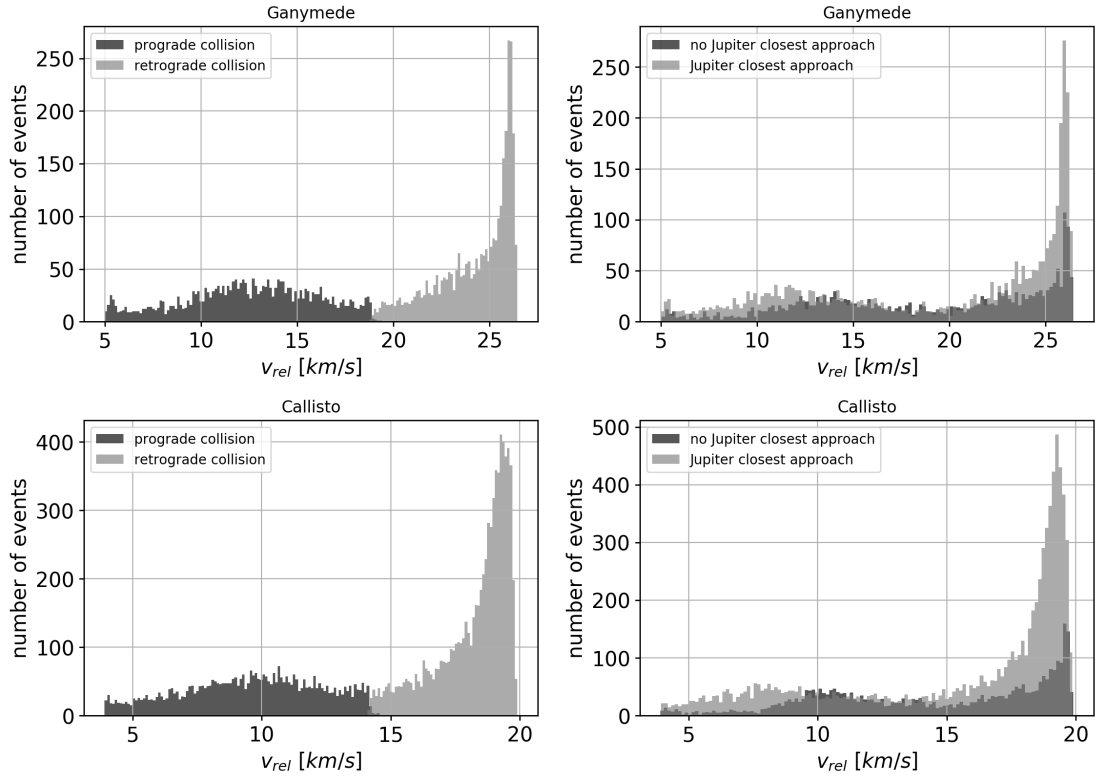 Ganymede
prograde collision
retrograde collision
number of events
0
50
100
150
200
250
5
10
15
20
25
v_rel [km/s]
Ganymede
no Jupiter closest approach
Jupiter closest approach
number of events
0
50
100
150
200
250
5
10
15
20
25
v_rel [km/s]
Callisto
prograde collision
retrograde collision
number of events
0
100
200
300
400
5
10
15
20
v_rel [km/s]
Callisto
no Jupiter closest approach
Jupiter closest approach
number of events
0
100
200
300
400
500
5
10
15
20
v_rel [km/s]